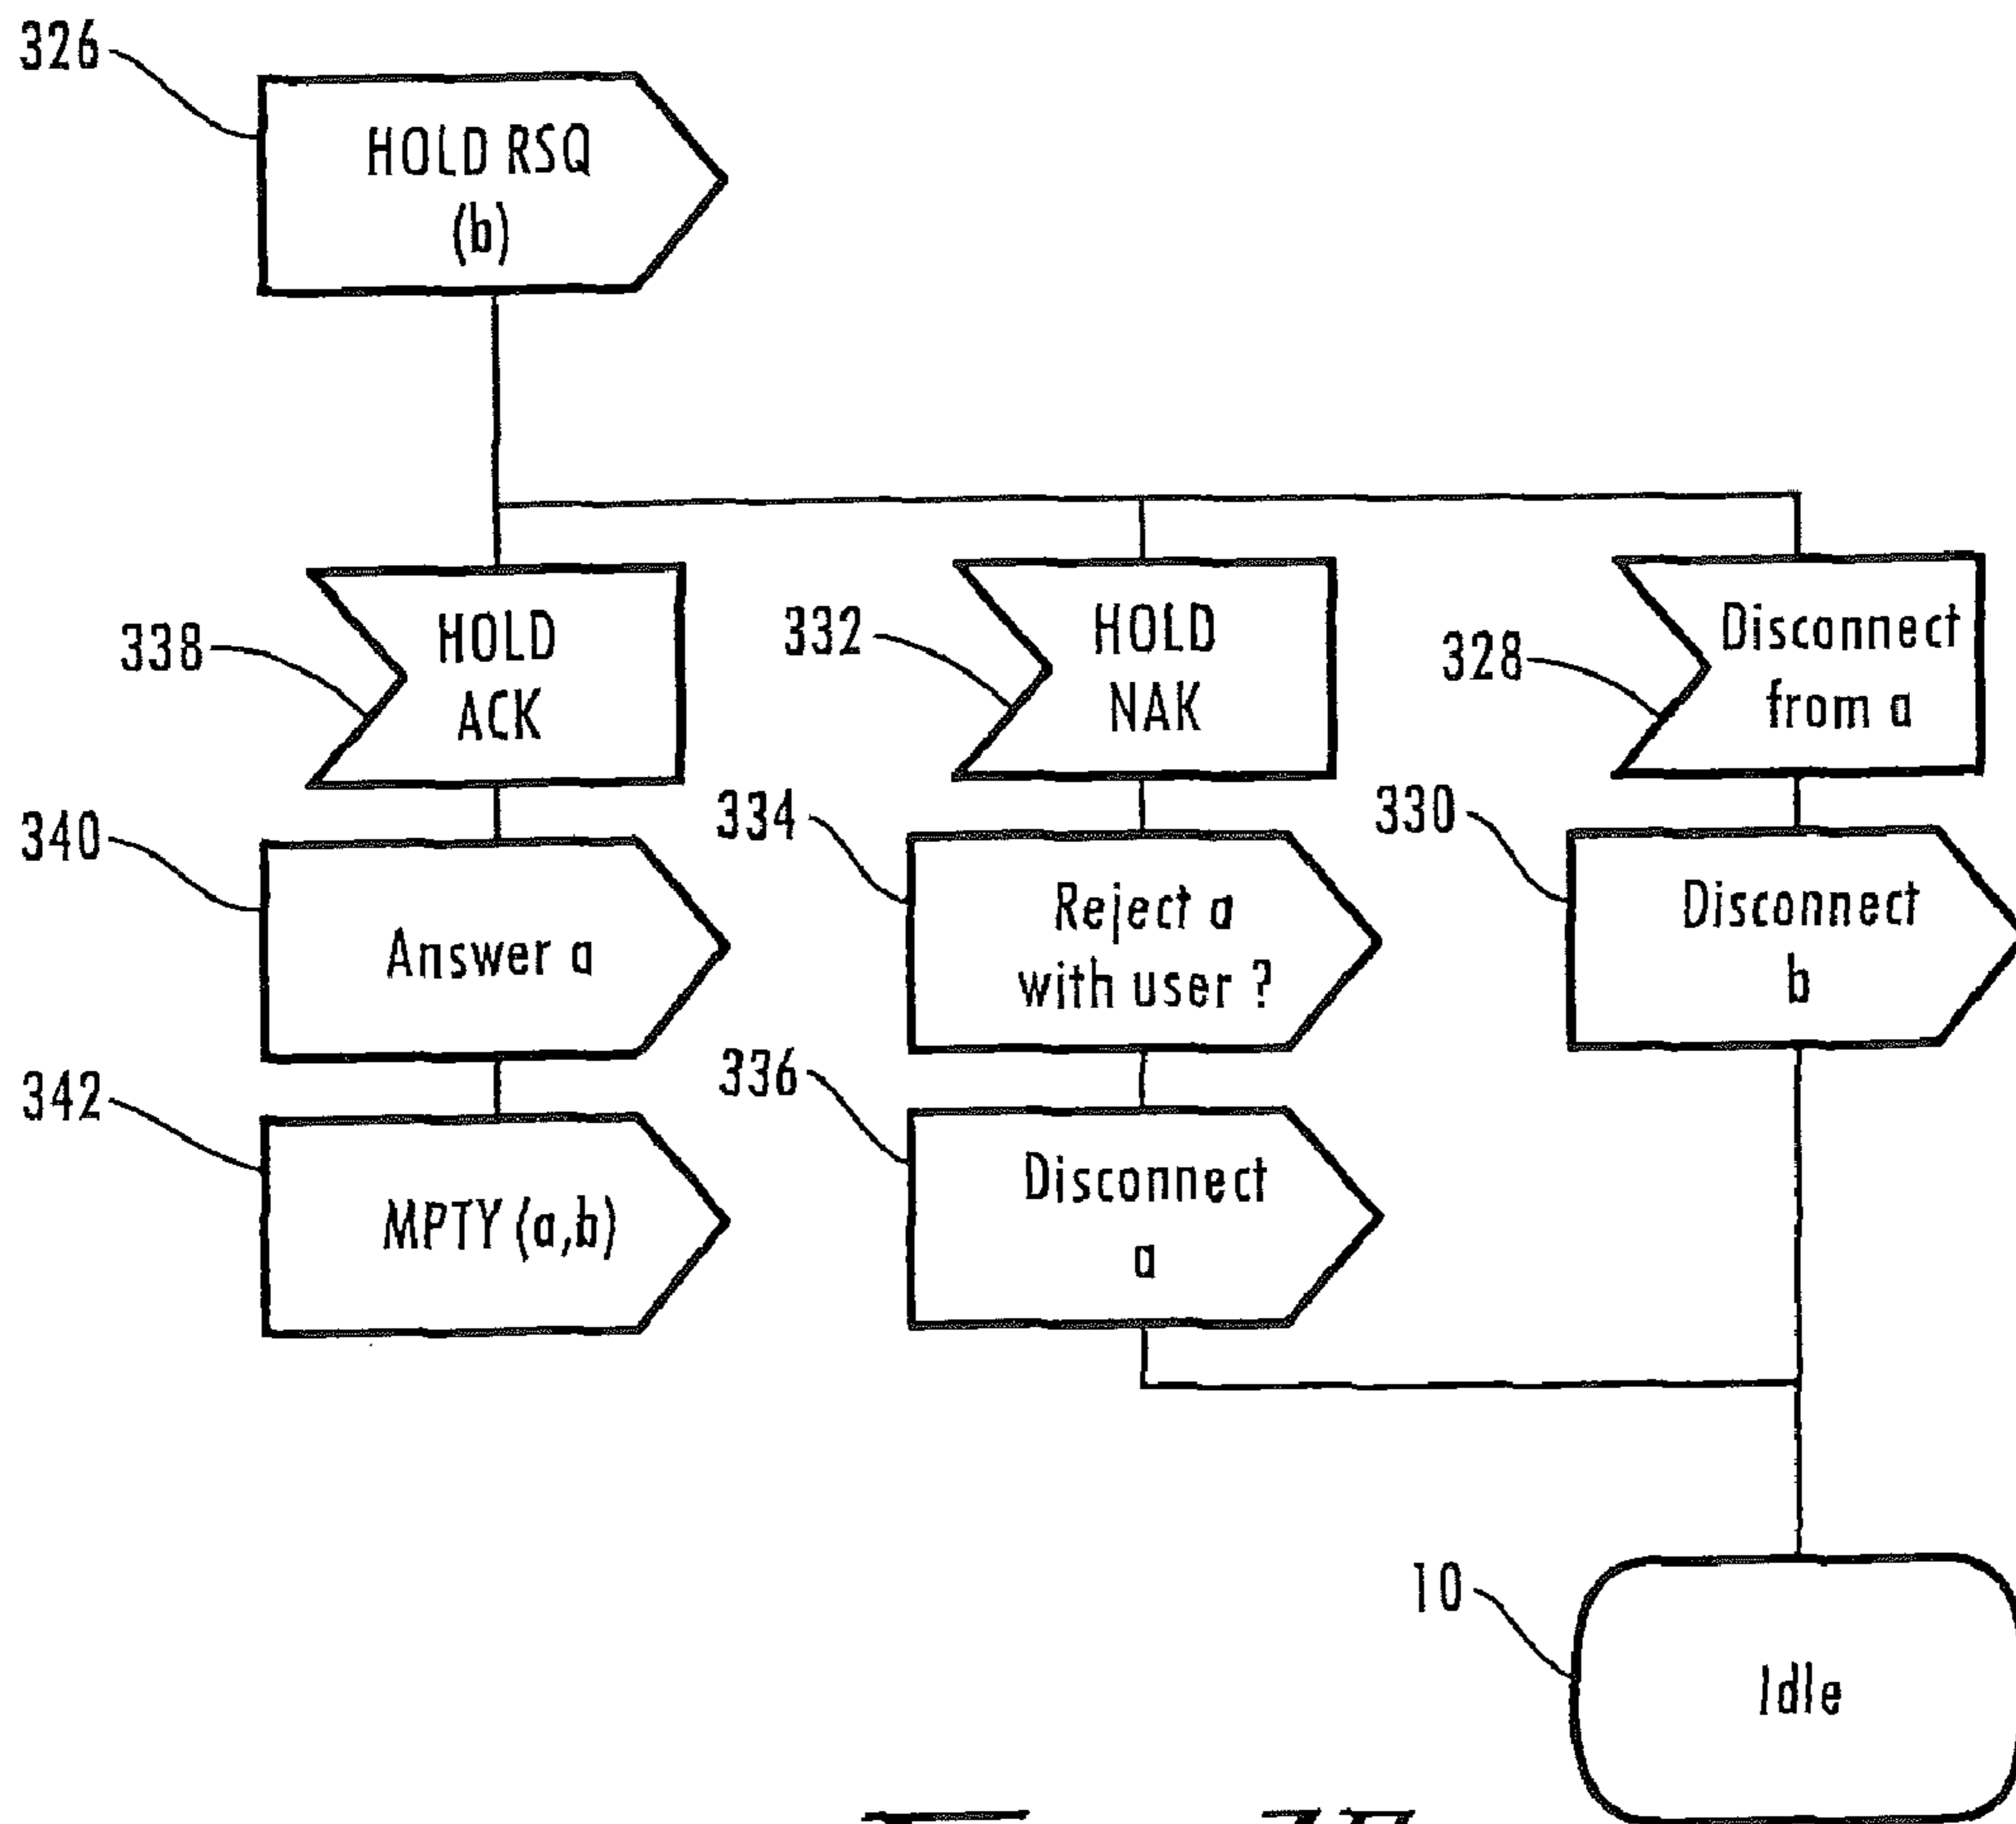 326
HOLD RSQ
(b)
338
HOLD
ACK
332
HOLD
NAK
328
Disconnect
from a
340
Answer a
334
Reject a
with user ?
330
Disconnect
b
342
MPTY (a,b)
336
Disconnect
a
10
Idle